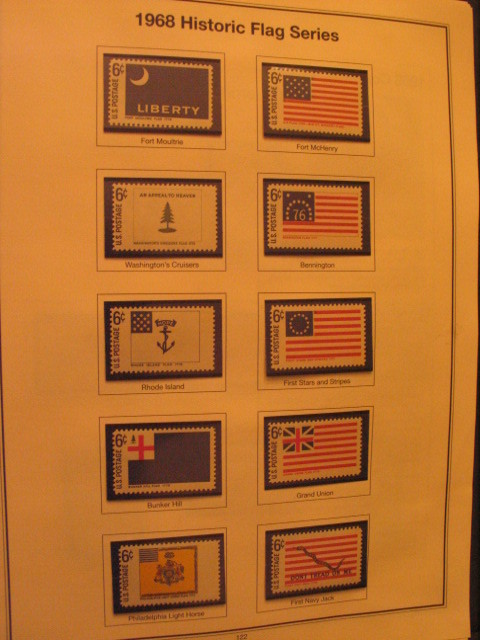 1968 Historic Flag Series
6¢
U.S. POSTAGE
LIBERTY
Fort Moultrie
6¢
U.S. POSTAGE
Fort McHenry
6¢
U.S. POSTAGE
AN APPEAL TO HEAVEN
Washington's Cruisers
6¢
U.S. POSTAGE
76
Bennington
6¢
U.S. POSTAGE
HOPE
Rhode Island
6¢
U.S. POSTAGE
First Stars and Stripes
6¢
U.S. POSTAGE
Bunker Hill
6¢
U.S. POSTAGE
Grand Union
6¢
U.S. POSTAGE
Philadelphia Light Horse
6¢
U.S. POSTAGE
DONT TREAD ON ME
First Navy Jack
122